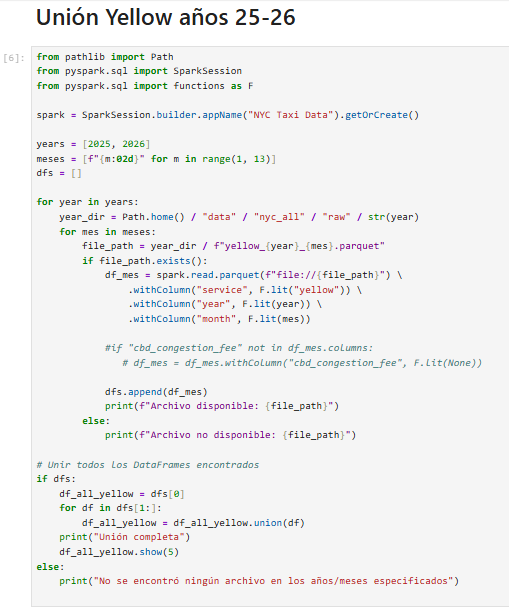 Unión Yellow años 25-26
[6]:
from pathlib import Path
from pyspark.sql import SparkSession
from pyspark.sql import functions as F

spark = SparkSession.builder.appName("NYC Taxi Data").getOrCreate()

years = [2025, 2026]
meses = [f"{m:02d}" for m in range(1, 13)]
dfs = []

for year in years:
    year_dir = Path.home() / "data" / "nyc_all" / "raw" / str(year)
    for mes in meses:
        file_path = year_dir / f"yellow_{year}_{mes}.parquet"
        if file_path.exists():
            df_mes = spark.read.parquet(f"file://{file_path}") \
                .withColumn("service", F.lit("yellow")) \
                .withColumn("year", F.lit(year)) \
                .withColumn("month", F.lit(mes))

            #if "cbd_congestion_fee" not in df_mes.columns:
               # df_mes = df_mes.withColumn("cbd_congestion_fee", F.lit(None))

            dfs.append(df_mes)
            print(f"Archivo disponible: {file_path}")
        else:
            print(f"Archivo no disponible: {file_path}")

# Unir todos los DataFrames encontrados
if dfs:
    df_all_yellow = dfs[0]
    for df in dfs[1:]:
        df_all_yellow = df_all_yellow.union(df)
    print("Unión completa")
    df_all_yellow.show(5)
else:
    print("No se encontró ningún archivo en los años/meses especificados")